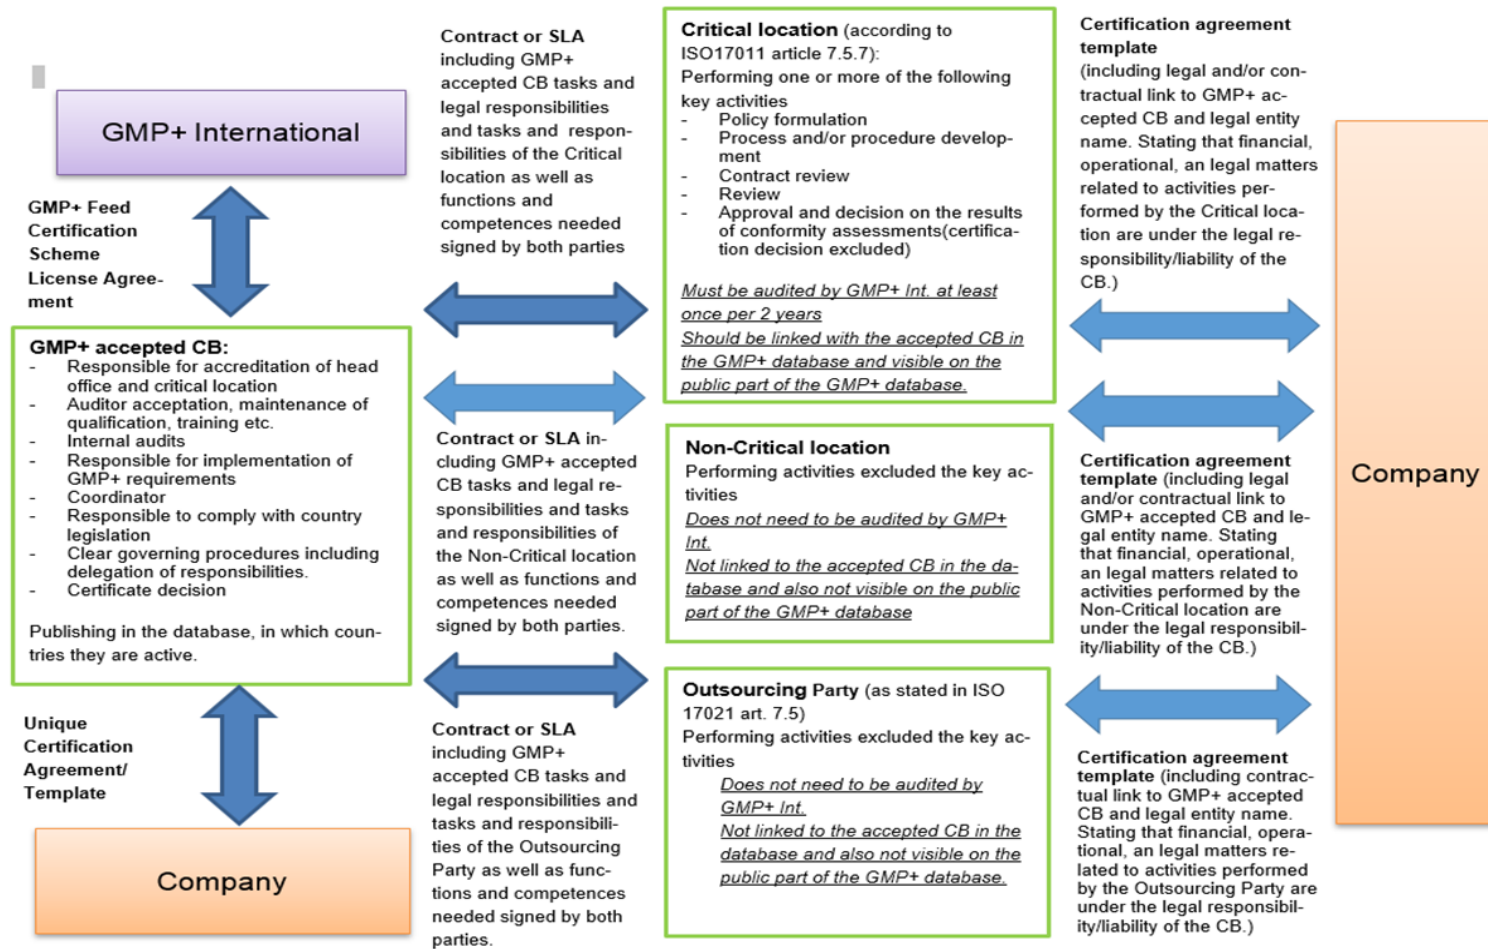 GMP+ International
GMP+ Feed
Certification
Scheme
License Agree-
ment
GMP+ accepted CB:
- Responsible for accreditation of head
office and critical location
- Auditor acceptation, maintenance of
qualification, training etc.
- Internal audits
- Responsible for implementation of
GMP+ requirements
- Coordinator
- Responsible to comply with country
legislation
- Clear governing procedures including
delegation of responsibilities.
- Certificate decision
Publishing in the database, in which coun-
tries they are active.
Unique
Certification
Agreement/
Template
Company
Contract or SLA
including GMP+
accepted CB tasks and
legal responsibilities
and tasks and respon-
sibilities of the Critical
location as well as
functions and
competences needed
signed by both parties
Contract or SLA in-
cluding GMP+ accepted
CB tasks and legal re-
sponsibilities and tasks
and responsibilities of
the Non-Critical location
as well as functions and
competences needed
signed by both parties.
Contract or SLA
including GMP+
accepted CB tasks and
legal responsibilities and
tasks and responsibili-
ties of the Outsourcing
Party as well as func-
tions and competences
needed signed by both
parties.
Critical location (according to
ISO17011 article 7.5.7):
Performing one or more of the following
key activities
- Policy formulation
- Process and/or procedure develop-
ment
- Contract review
- Review
- Approval and decision on the results
of conformity assessments(certifica-
tion decision excluded)
Must be audited by GMP+ Int. at least
once per 2 years
Should be linked with the accepted CB in
the GMP+ database and visible on the
public part of the GMP+ database.
Non-Critical location
Performing activities excluded the key ac-
tivities
Does not need to be audited by GMP+
Int.
Not linked to the accepted CB in the da-
tabase and also not visible on the public
part of the GMP+ database
Outsourcing Party (as stated in ISO
17021 art. 7.5)
Performing activities excluded the key ac-
tivities
Does not need to be audited by
GMP+ Int.
Not linked to the accepted CB in the
database and also not visible on the
public part of the GMP+ database.
Certification agreement
template
(including legal and/or con-
tractual link to GMP+ ac-
cepted CB and legal entity
name. Stating that financial,
operational, an legal matters
related to activities per-
formed by the Critical loca-
tion are under the legal re-
sponsibility/liability of the
CB.)
Certification agreement
template (including legal
and/or contractual link to
GMP+ accepted CB and le-
gal entity name. Stating
that financial, operational,
an legal matters related to
activities performed by the
Non-Critical location are
under the legal responsibil-
ity/liability of the CB.)
Certification agreement
template (including contrac-
tual link to GMP+ accepted
CB and legal entity name.
Stating that financial, opera-
tional, an legal matters re-
lated to activities performed
by the Outsourcing Party are
under the legal responsibil-
ity/liability of the CB.)
Company